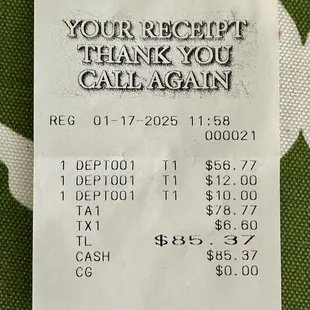 YOUR RECEIPT
THANK YOU
CALL AGAIN
REG 01-17-2025 11:58
000021
1 DEPT001 T1 $56.77
1 DEPT001 T1 $12.00
1 DEPT001 T1 $10.00
TA1 $78.77
TX1 $6.60
TL $85.37
CASH $85.37
CG $0.00